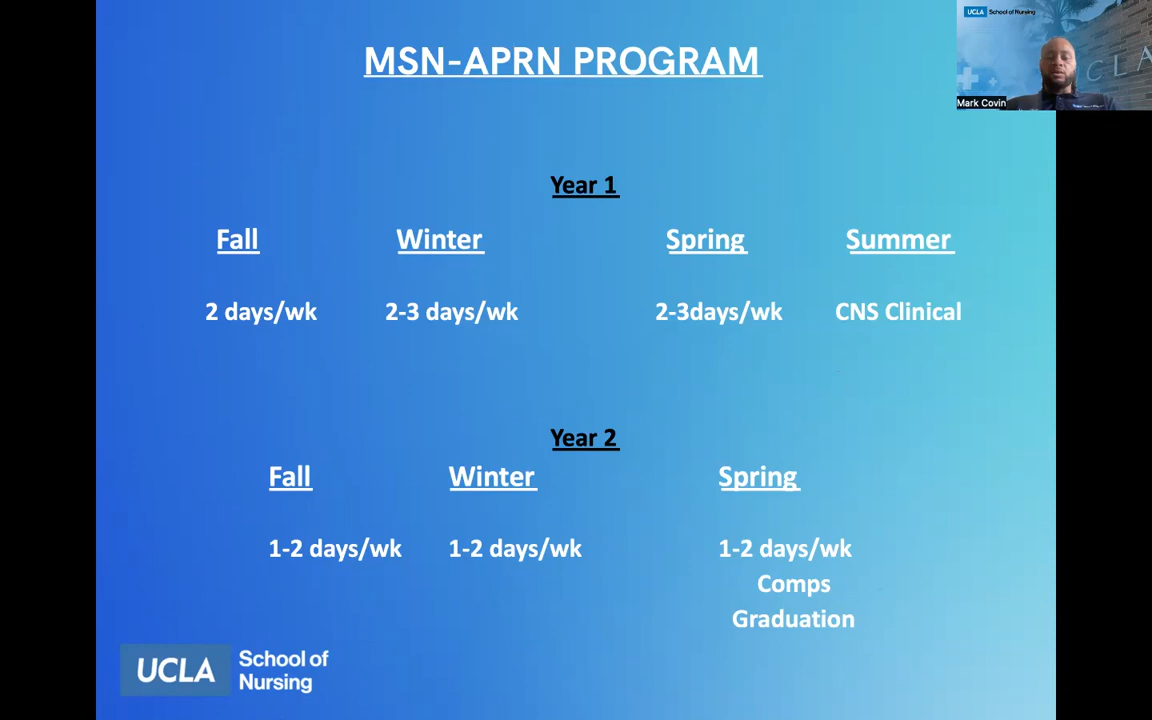 MSN-APRN PROGRAM
UCLA School of Nursing
CLA
Mark Covin
Year 1
Fall Winter Spring Summer
2 days/wk 2-3 days/wk 2-3days/wk CNS Clinical
Year 2
Fall Winter Spring
1-2 days/wk 1-2 days/wk 1-2 days/wk
Comps
Graduation
UCLA School of
Nursing